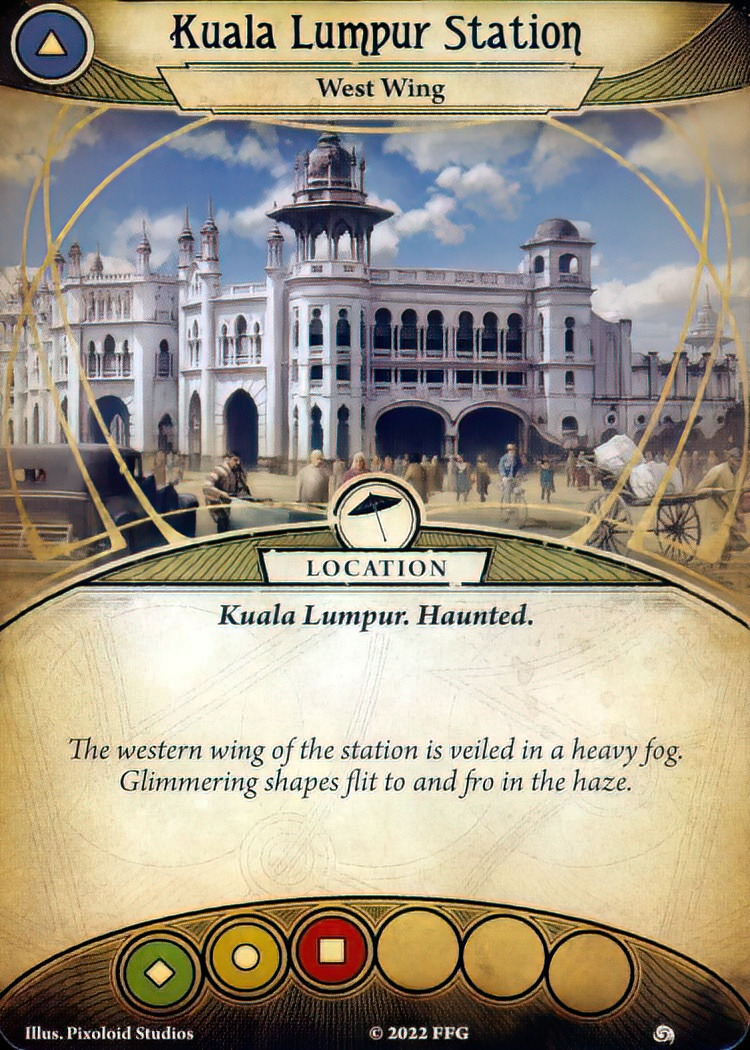 Kuala Lumpur Station
West Wing
LOCATION
Kuala Lumpur. Haunted.
The western wing of the station is veiled in a heavy fog.
Glimmering shapes flit to and fro in the haze.
Illus. Pixoloid Studios
© 2022 FFG